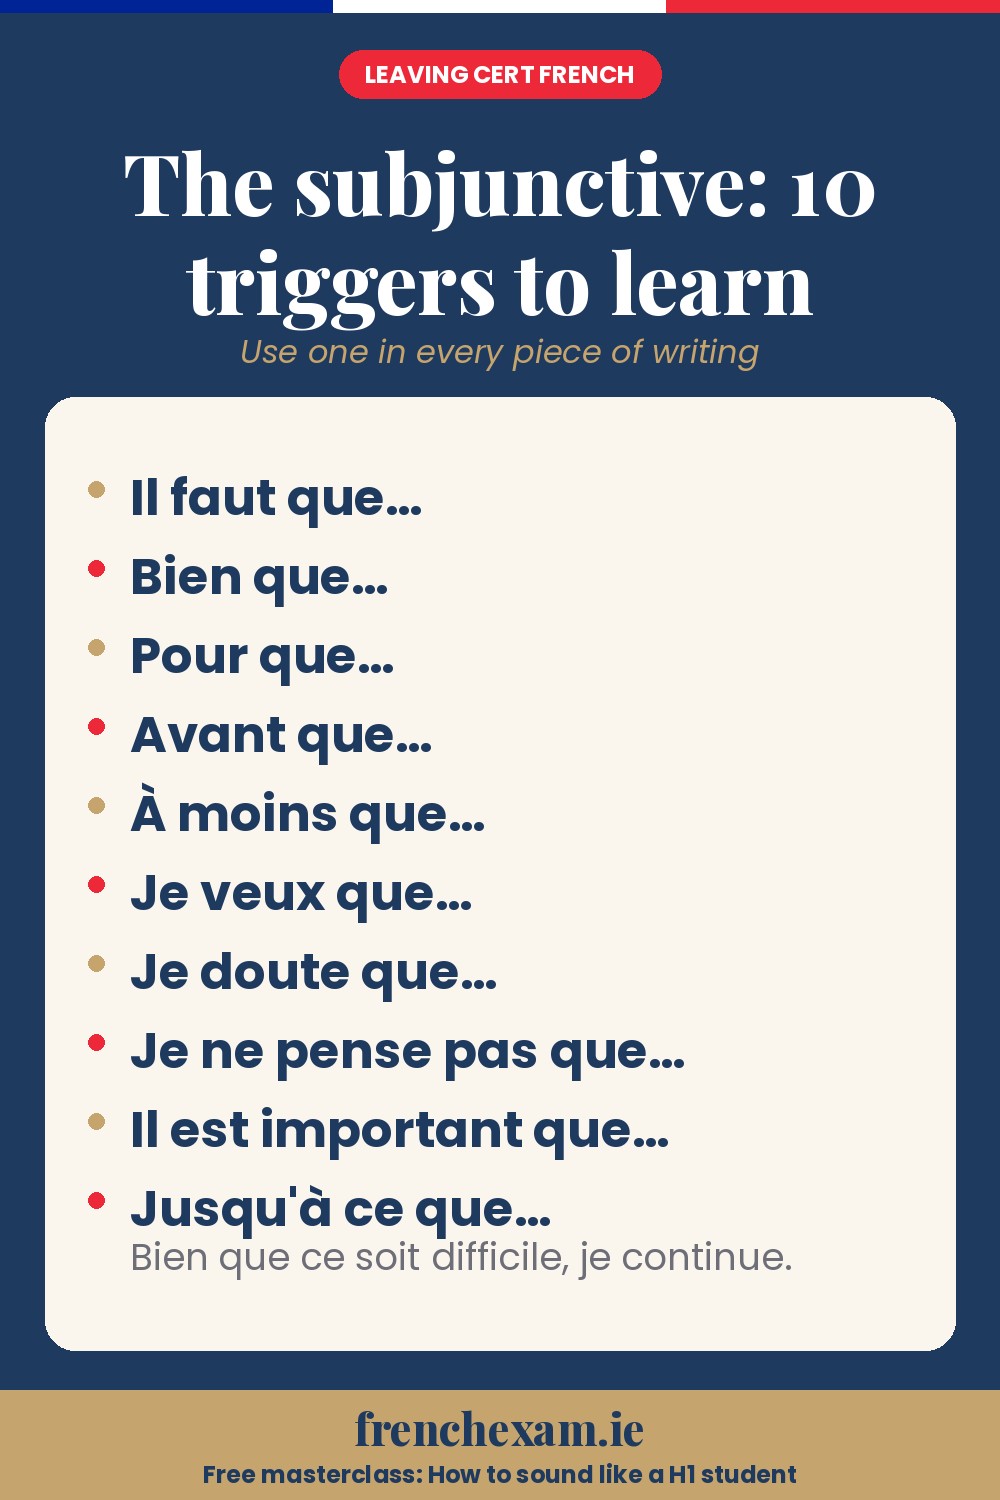 LEAVING CERT FRENCH
The subjunctive: 10
triggers to learn
Use one in every piece of writing
Il faut que...
Bien que...
Pour que...
Avant que...
À moins que...
Je veux que...
Je doute que...
Je ne pense pas que...
Il est important que...
Jusqu'à ce que...
Bien que ce soit difficile, je continue.
frenchexam.ie
Free masterclass: How to sound like a H1 student